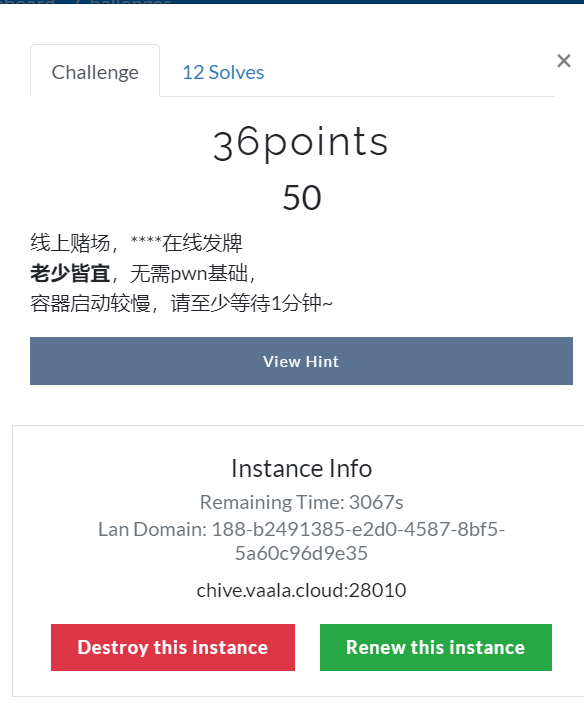 Challenge
12 Solves
×
36points
50
线上赌场，****在线发牌
老少皆宜，无需pwn基础，
容器启动较慢，请至少等待1分钟~
View Hint
Instance Info
Remaining Time: 3067s
Lan Domain: 188-b2491385-e2d0-4587-8bf5-
5a60c96d9e35
chive.vaala.cloud:28010
Destroy this instance
Renew this instance